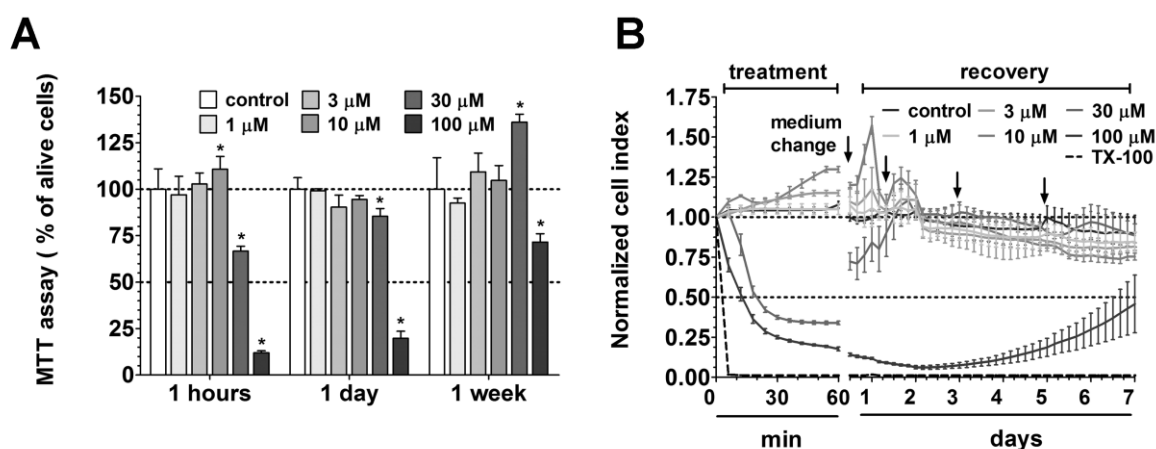 A
MTT assay ( % of alive cells)
150
125
100
75
50
25
0
control
1 μM
3 μM
10 μM
30 μM
100 μM
*
*
*
*
*
*
*
1 hours
1 day
1 week
B
treatment
recovery
Normalized cell index
1.75
1.50
1.25
1.00
0.75
0.50
0.25
0.00
medium
change
control
1 μM
3 μM
10 μM
30 μM
100 μM
TX-100
0 30 60 1 2 3 4 5 6 7
min
days